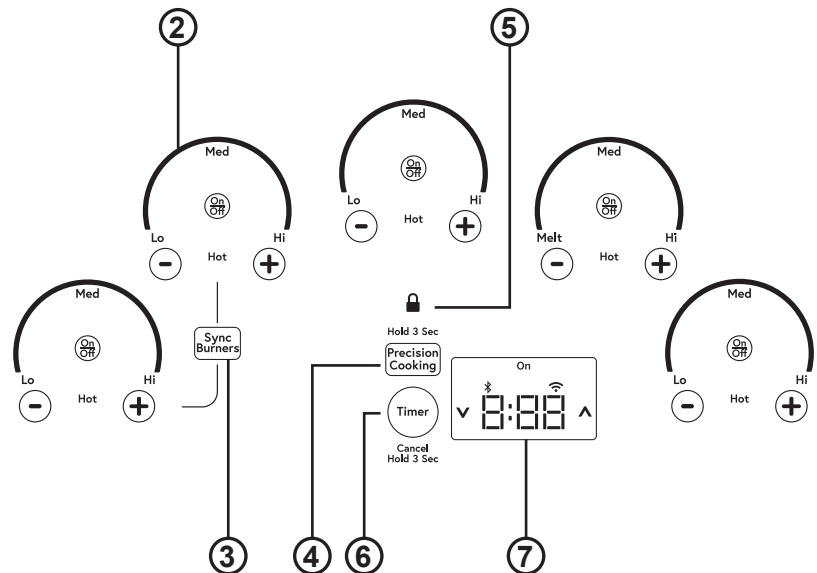 2
5
Med
On
Off
Lo
Hi
Hot
-
+
Med
On
Off
Lo
Hi
Hot
-
+
Med
On
Off
Melt
Hi
Hot
-
+
Med
On
Off
Lo
Hi
Hot
-
+
Med
On
Off
Lo
Hi
Hot
-
+
Sync
Burners
Hold 3 Sec
Precision
Cooking
Timer
Cancel
Hold 3 Sec
On
8:88
3
4
6
7